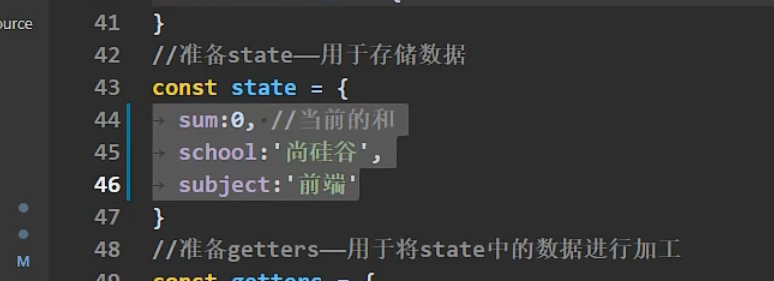 ource
41 }
42 //准备state——用于存储数据
43 const state = {
44 sum:0, //当前的和
45 school:'尚硅谷',
46 subject:'前端'
47 }
48 //准备getters——用于将state中的数据进行加工
49 const getters = {
M